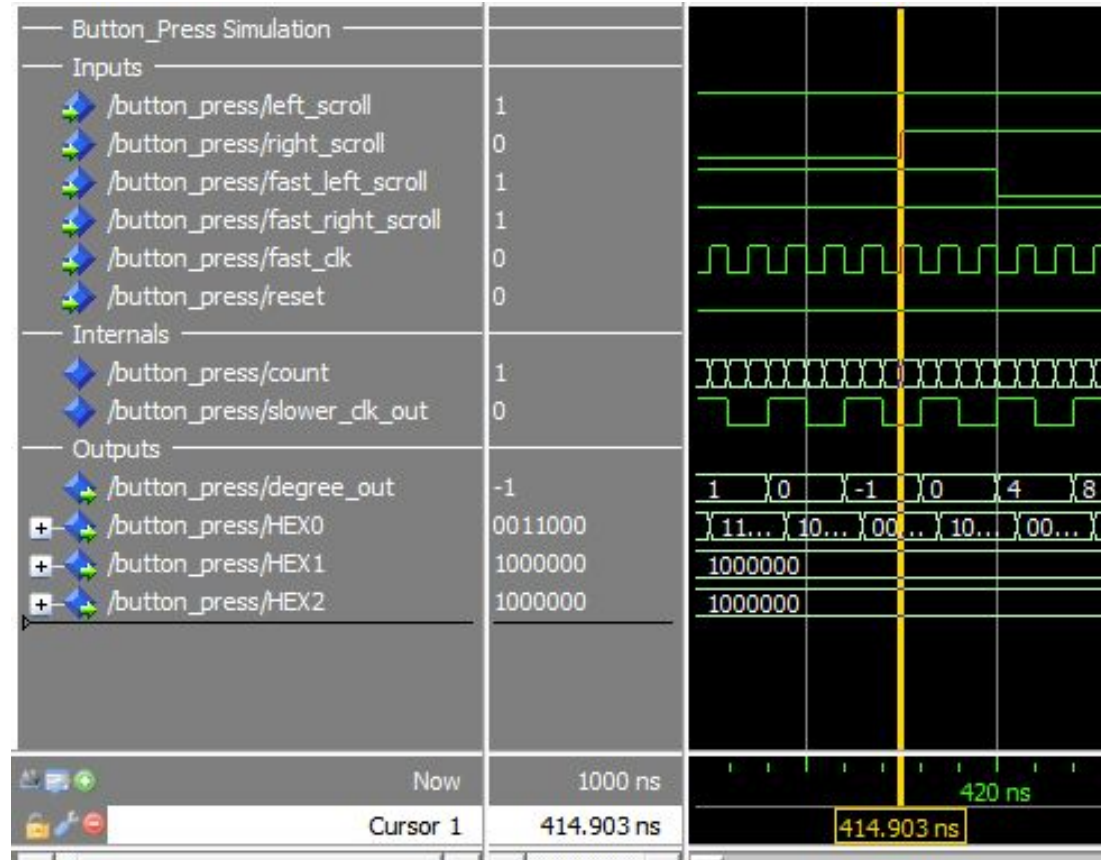 Button_Press Simulation
Inputs
/button_press/left_scroll 1
/button_press/right_scroll 0
/button_press/fast_left_scroll 1
/button_press/fast_right_scroll 1
/button_press/fast_clk 0
/button_press/reset 0
Internals
/button_press/count 1
/button_press/slower_clk_out 0
Outputs
/button_press/degree_out -1 1 0 -1 0 4 8
/button_press/HEX0 0011000 11... 10... 00... 10... 00...
/button_press/HEX1 1000000 1000000
/button_press/HEX2 1000000 1000000
Now 1000 ns 420 ns
Cursor 1 414.903 ns 414.903 ns